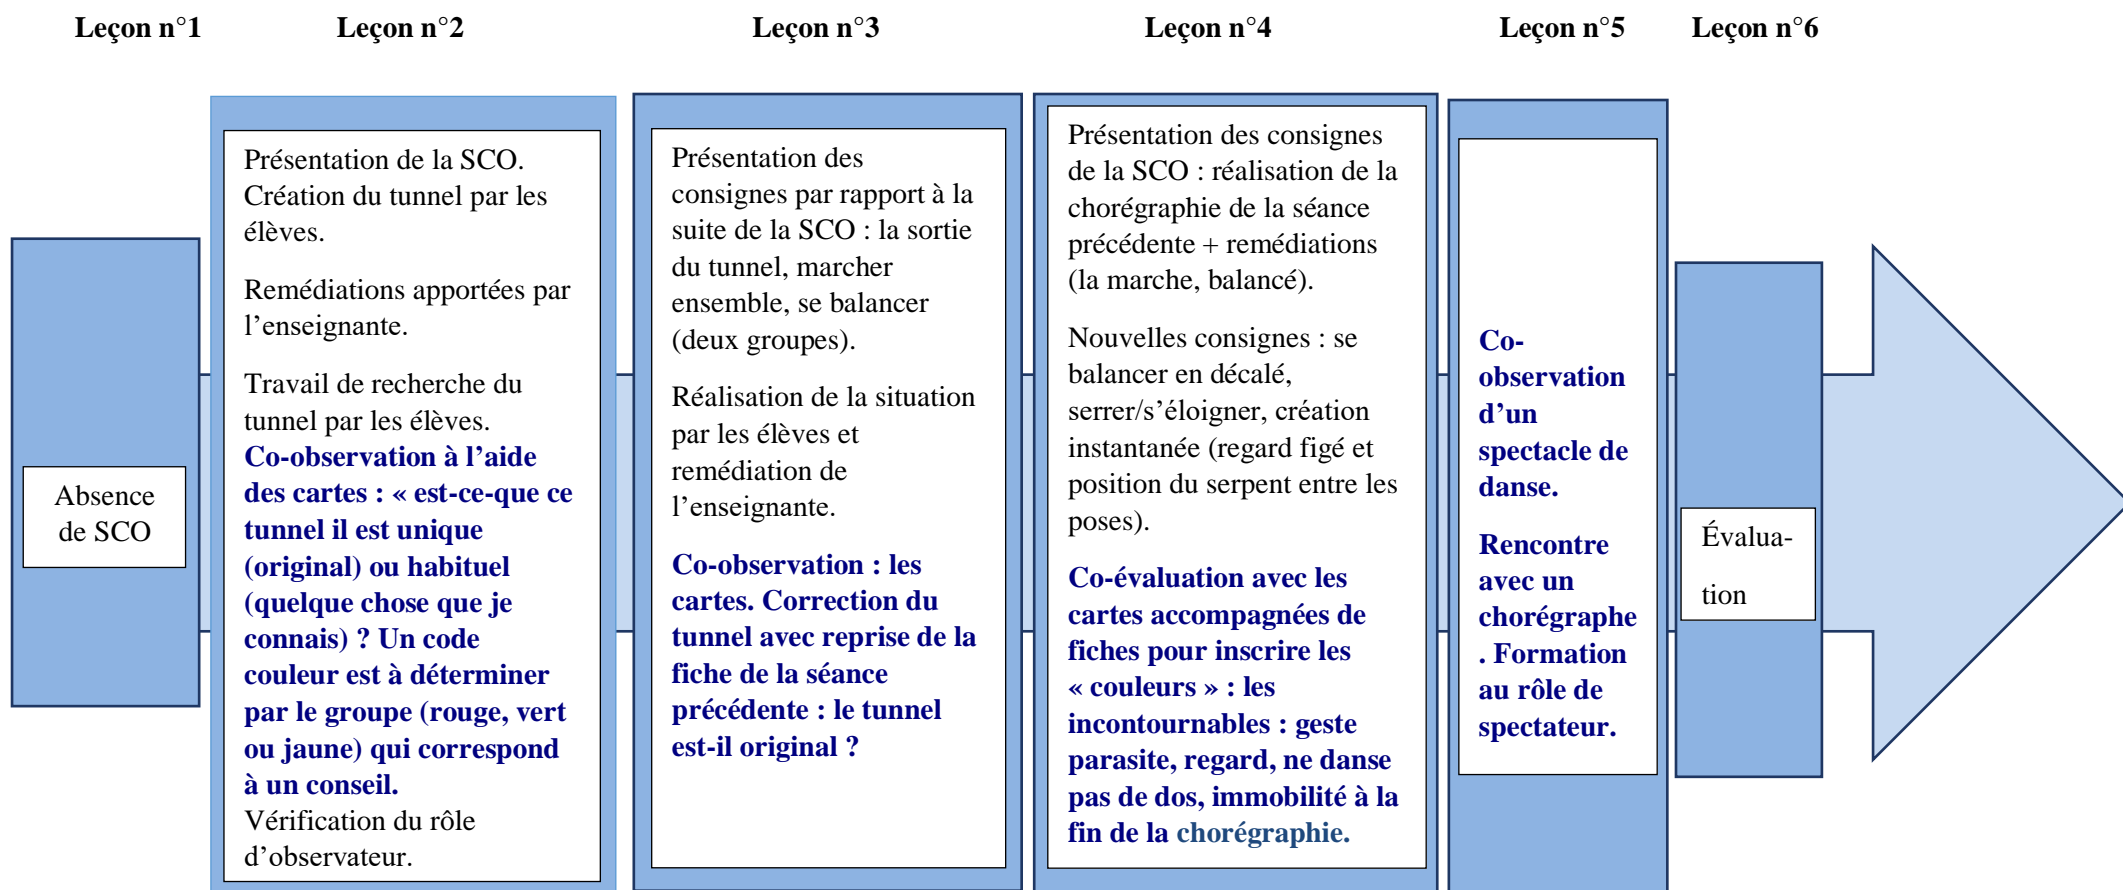 Leçon n°1
Leçon n°2
Leçon n°3
Leçon n°4
Leçon n°5
Leçon n°6
Absence
de SCO
Présentation de la SCO.
Création du tunnel par les
élèves.
Remédiations apportées par
l’enseignante.
Travail de recherche du
tunnel par les élèves.
Co-observation à l’aide
des cartes : « est-ce-que ce
tunnel il est unique
(original) ou habituel
(quelque chose que je
connais) ? Un code
couleur est à déterminer
par le groupe (rouge, vert
ou jaune) qui correspond
à un conseil.
Vérification du rôle
d’observateur.
Présentation des
consignes par rapport à la
suite de la SCO : la sortie
du tunnel, marcher
ensemble, se balancer
(deux groupes).
Réalisation de la situation
par les élèves et
remédiation de
l’enseignante.
Co-observation : les
cartes. Correction du
tunnel avec reprise de la
fiche de la séance
précédente : le tunnel
est-il original ?
Présentation des consignes
de la SCO : réalisation de la
chorégraphie de la séance
précédente + remédiations
(la marche, balancé).
Nouvelles consignes : se
balancer en décalé,
serrer/s’éloigner, création
instantanée (regard figé et
position du serpent entre les
poses).
Co-évaluation avec les
cartes accompagnées de
fiches pour inscrire les
« couleurs » : les
incontournables : geste
parasite, regard, ne danse
pas de dos, immobilité à la
fin de la chorégraphie.
Co-
observation
d’un
spectacle de
danse.
Rencontre
avec un
chorégraphe
. Formation
au rôle de
spectateur.
Évalua-
tion